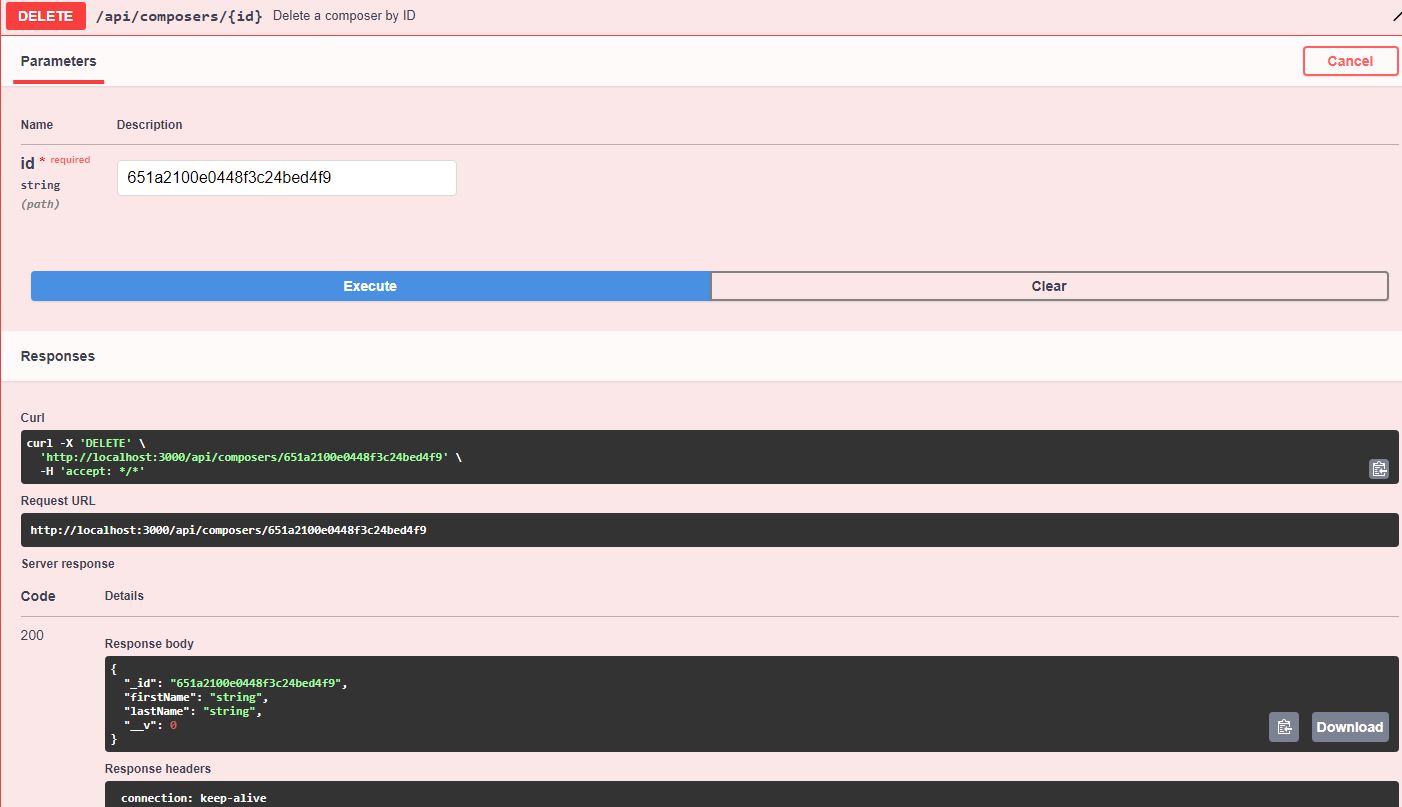 DELETE /api/composers/{id} Delete a composer by ID
Parameters Cancel
Name Description
id * required
string
(path)
651a2100e0448f3c24bed4f9
Execute Clear
Responses
Curl
curl -X 'DELETE' \
  'http://localhost:3000/api/composers/651a2100e0448f3c24bed4f9' \
  -H 'accept: */*'
Request URL
http://localhost:3000/api/composers/651a2100e0448f3c24bed4f9
Server response
Code Details
200
Response body
{
  "_id": "651a2100e0448f3c24bed4f9",
  "firstName": "string",
  "lastName": "string",
  "__v": 0
}
Download
Response headers
connection: keep-alive